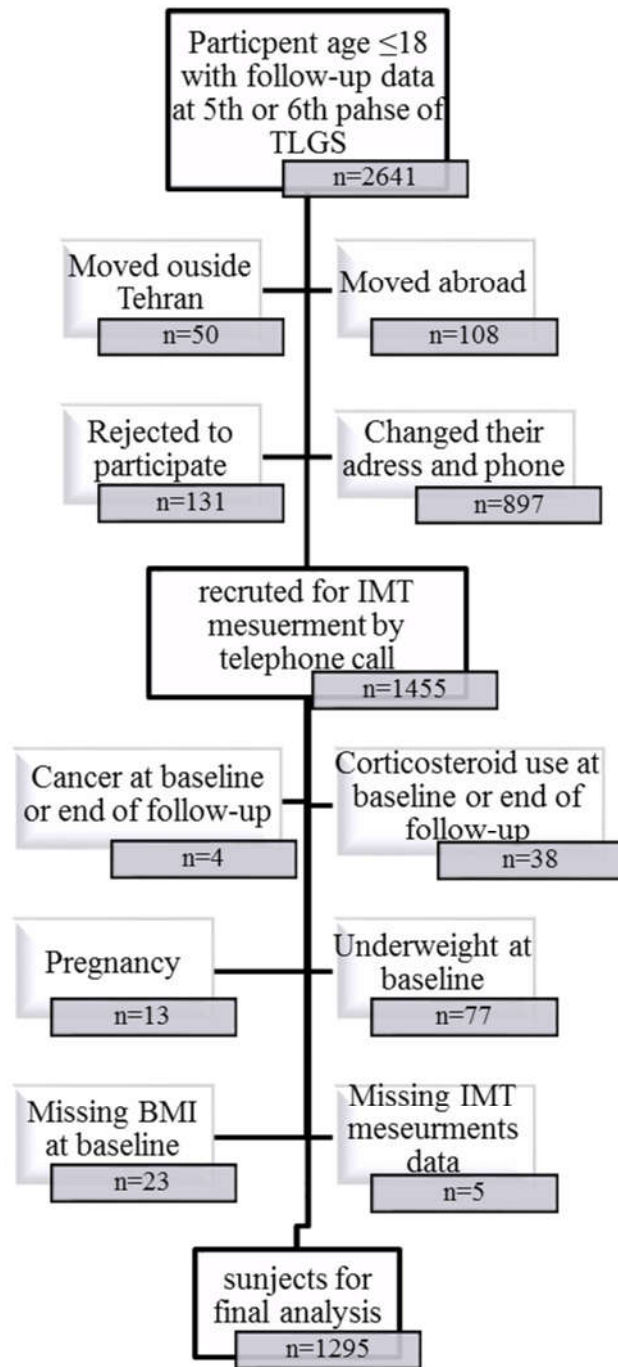 Particpent age ≤18
with follow-up data
at 5th or 6th pahse of
TLGS
n=2641
Moved ouside
Tehran
n=50
Moved abroad
n=108
Rejected to
participate
n=131
Changed their
adress and phone
n=897
recruted for IMT
mesuerment by
telephone call
n=1455
Cancer at baseline
or end of follow-up
n=4
Corticosteroid use at
baseline or end of
follow-up
n=38
Pregnancy
n=13
Underweight at
baseline
n=77
Missing BMI
at baseline
n=23
Missing IMT
meseurments
data
n=5
sunjects for
final analysis
n=1295